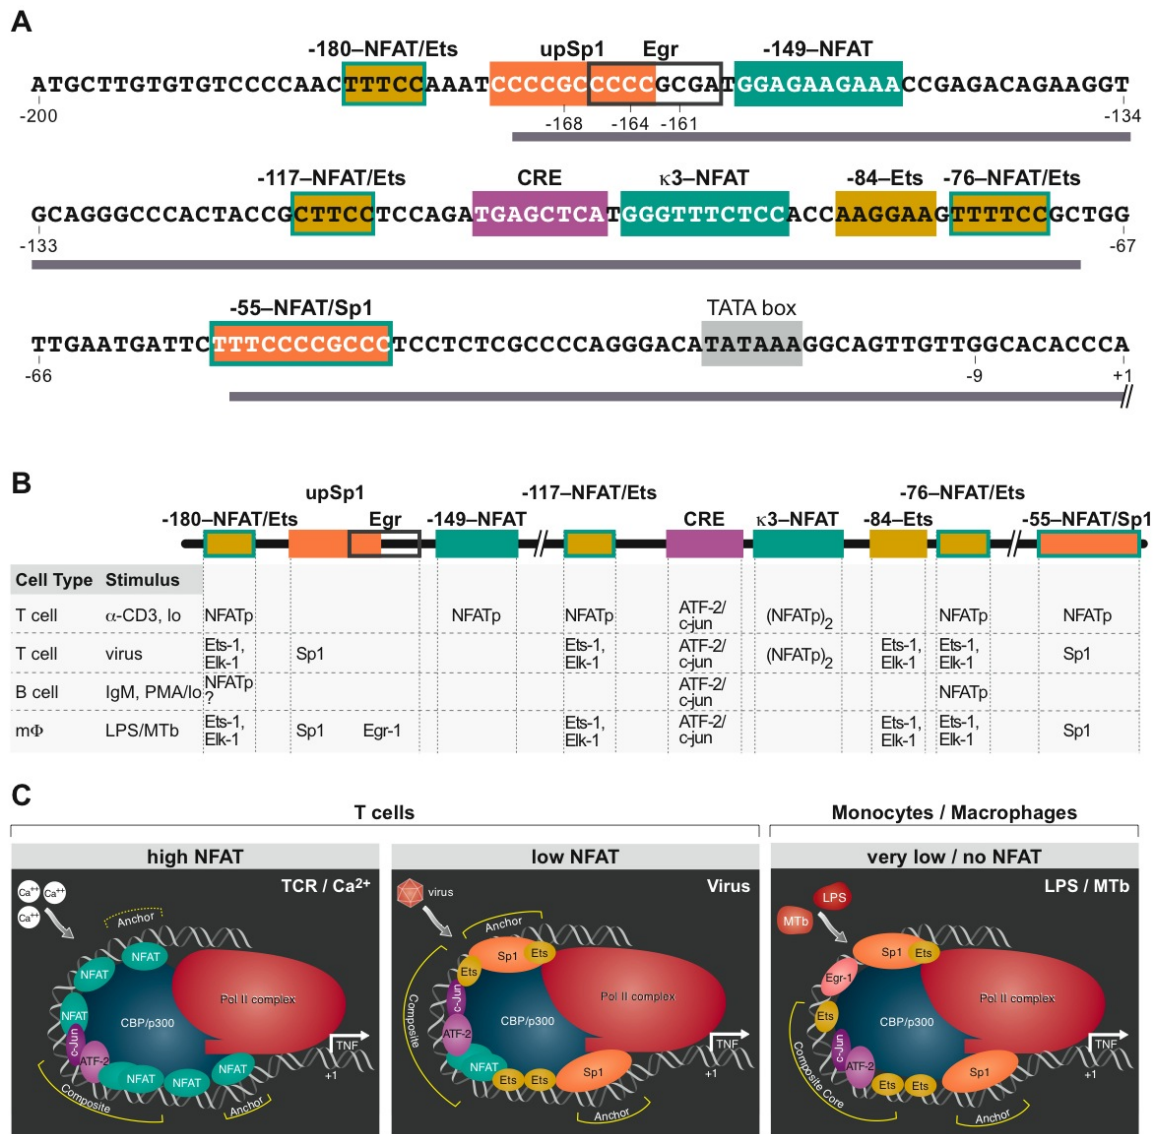 A
-180–NFAT/Ets upSp1 Egr -149–NFAT
ATGCTTGTGTGTCCCCAACTTTCCAAATCCCCGCCCCCGCGATGGAGAAGAAACCGAGACAGAAGGT
-200 -168 -164 -161 -134
-117–NFAT/Ets CRE κ3–NFAT -84–Ets -76–NFAT/Ets
GCAGGGCCCACTACCGCTTCCTCCAGATGAGCTCATGGGTTTCTCCACCAAGGAAGTTTTCCGCTGG
-133 -67
-55–NFAT/Sp1 TATA box
TTGAATGATTCTTTCCCCGCCCTCCTCTCGCCCCAGGGACATATAAAGGCAGTTGTTGGCACACCCA
-66 -9 +1
B
upSp1 -117–NFAT/Ets -76–NFAT/Ets
-180–NFAT/Ets Egr -149–NFAT CRE κ3–NFAT -84–Ets -55–NFAT/Sp1
Cell Type Stimulus
T cell α-CD3, Io NFATp NFATp NFATp ATF-2/ c-jun (NFATp)2 NFATp NFATp
T cell virus Ets-1, Elk-1 Sp1 Ets-1, Elk-1 ATF-2/ c-jun (NFATp)2 Ets-1, Elk-1 Ets-1, Elk-1 Sp1
B cell IgM, PMA/Io NFATp ? ATF-2/ c-jun NFATp
mΦ LPS/MTb Ets-1, Elk-1 Sp1 Egr-1 Ets-1, Elk-1 ATF-2/ c-jun Ets-1, Elk-1 Ets-1, Elk-1 Sp1
C
T cells
high NFAT
TCR / Ca2+
Ca++ Ca++
Ca++
Anchor
NFAT
NFAT
NFAT
c-Jun
ATF-2
NFAT
NFAT
NFAT
CBP/p300
Pol II complex
TNF
+1
Composite
Anchor
low NFAT
Virus
virus
Anchor
Sp1 Ets
Ets
c-Jun
ATF-2
NFAT
Ets Ets
Sp1
CBP/p300
Pol II complex
TNF
+1
Composite
Anchor
Monocytes / Macrophages
very low / no NFAT
LPS / MTb
LPS
MTb
Sp1 Ets
Egr-1
Ets
c-Jun
ATF-2
Ets Ets
Sp1
CBP/p300
Pol II complex
TNF
+1
Composite Core
Anchor